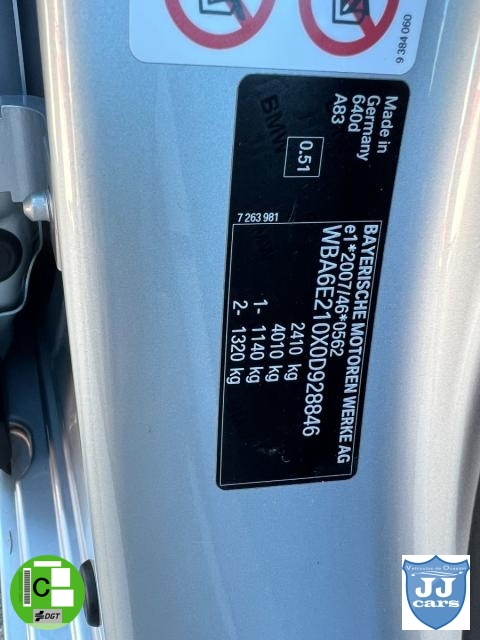 9 384 060
BAYERISCHE MOTOREN WERKE AG
e1*2007/46*0562
WBA6E210X0D928846
2410 kg
4010 kg
1- 1140 kg
2- 1320 kg
Made in
Germany
640d
A83
0.51
BMW
7 263 981
C
DGT
JJ
cars